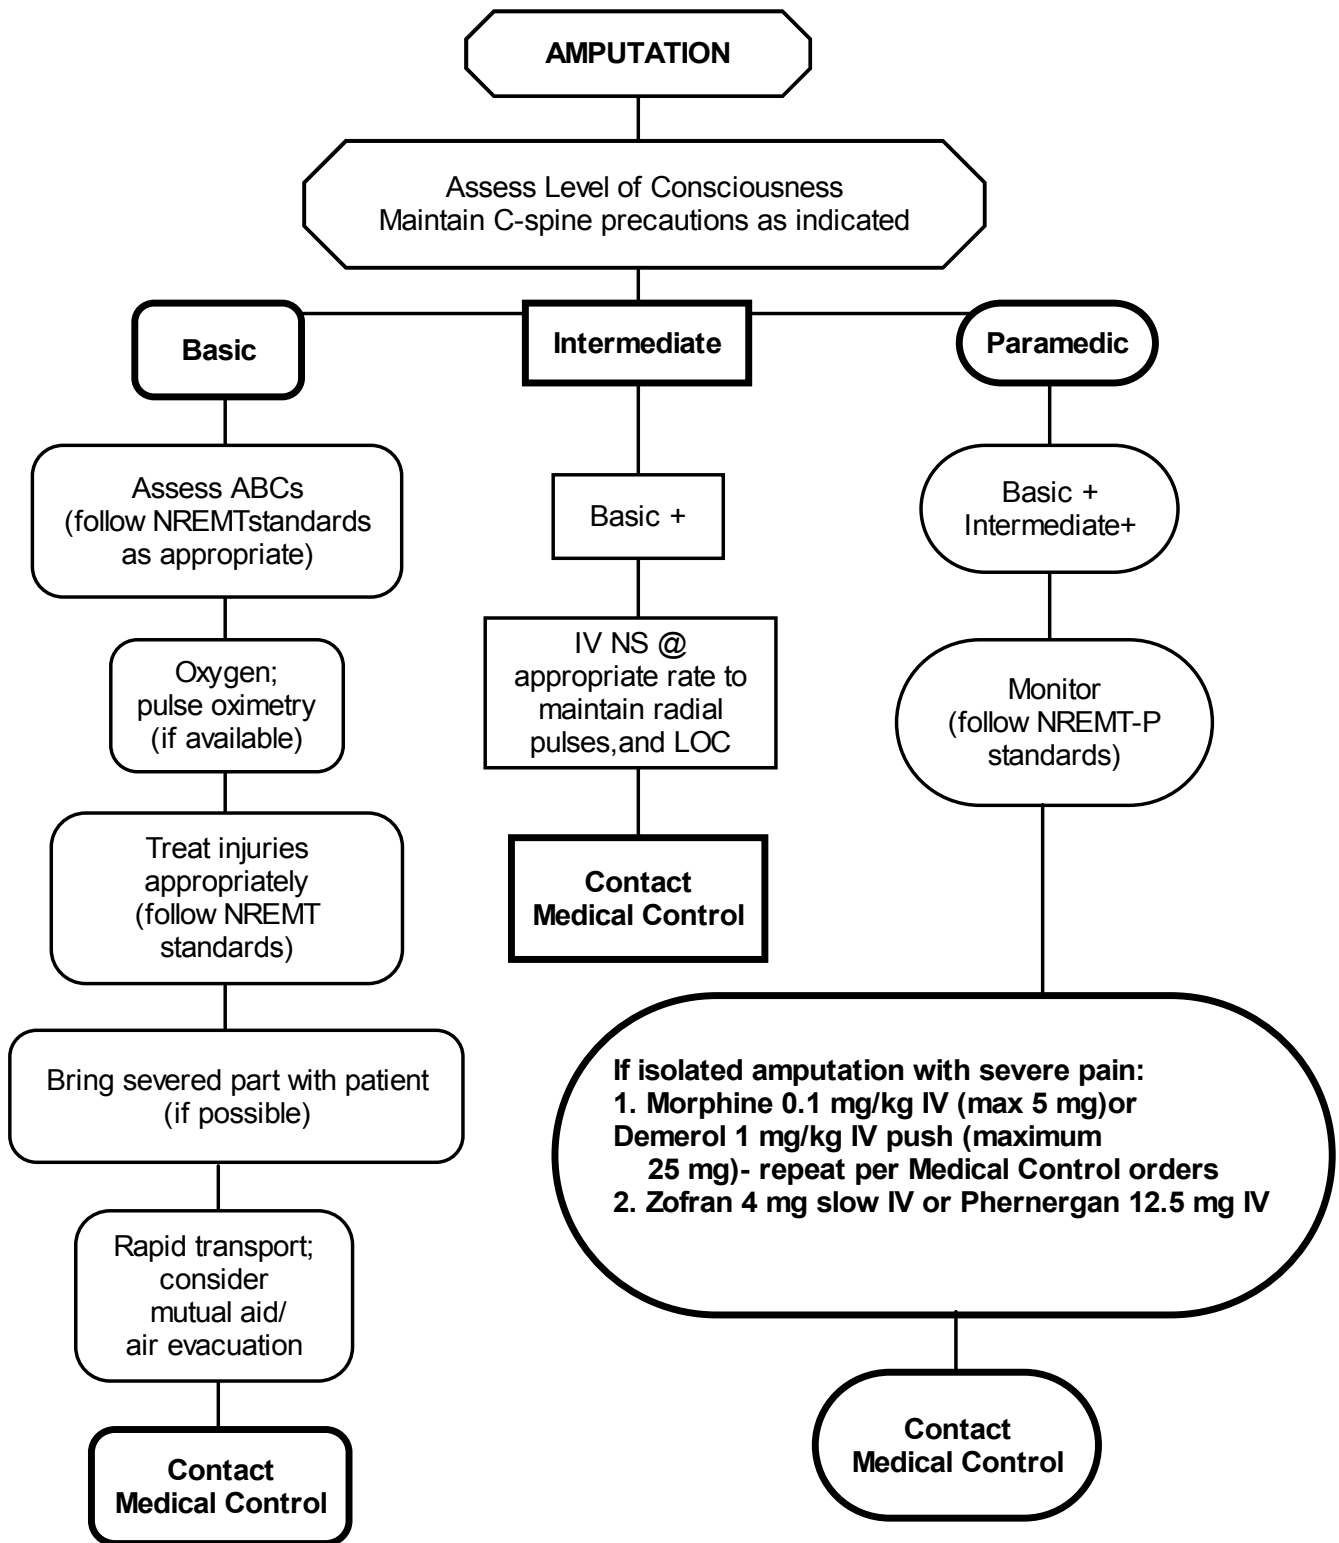 AMPUTATION
Assess Level of Consciousness
Maintain C-spine precautions as indicated
Basic
Assess ABCs
(follow NREMTstandards
as appropriate)
Oxygen;
pulse oximetry
(if available)
Treat injuries
appropriately
(follow NREMT
standards)
Bring severed part with patient
(if possible)
Rapid transport;
consider
mutual aid/
air evacuation
Contact
Medical Control
Intermediate
Basic +
IV NS @
appropriate rate to
maintain radial
pulses,and LOC
Contact
Medical Control
Paramedic
Basic +
Intermediate+
Monitor
(follow NREMT-P
standards)
If isolated amputation with severe pain:
1. Morphine 0.1 mg/kg IV (max 5 mg)or
Demerol 1 mg/kg IV push (maximum
25 mg)- repeat per Medical Control orders
2. Zofran 4 mg slow IV or Phernergan 12.5 mg IV
Contact
Medical Control